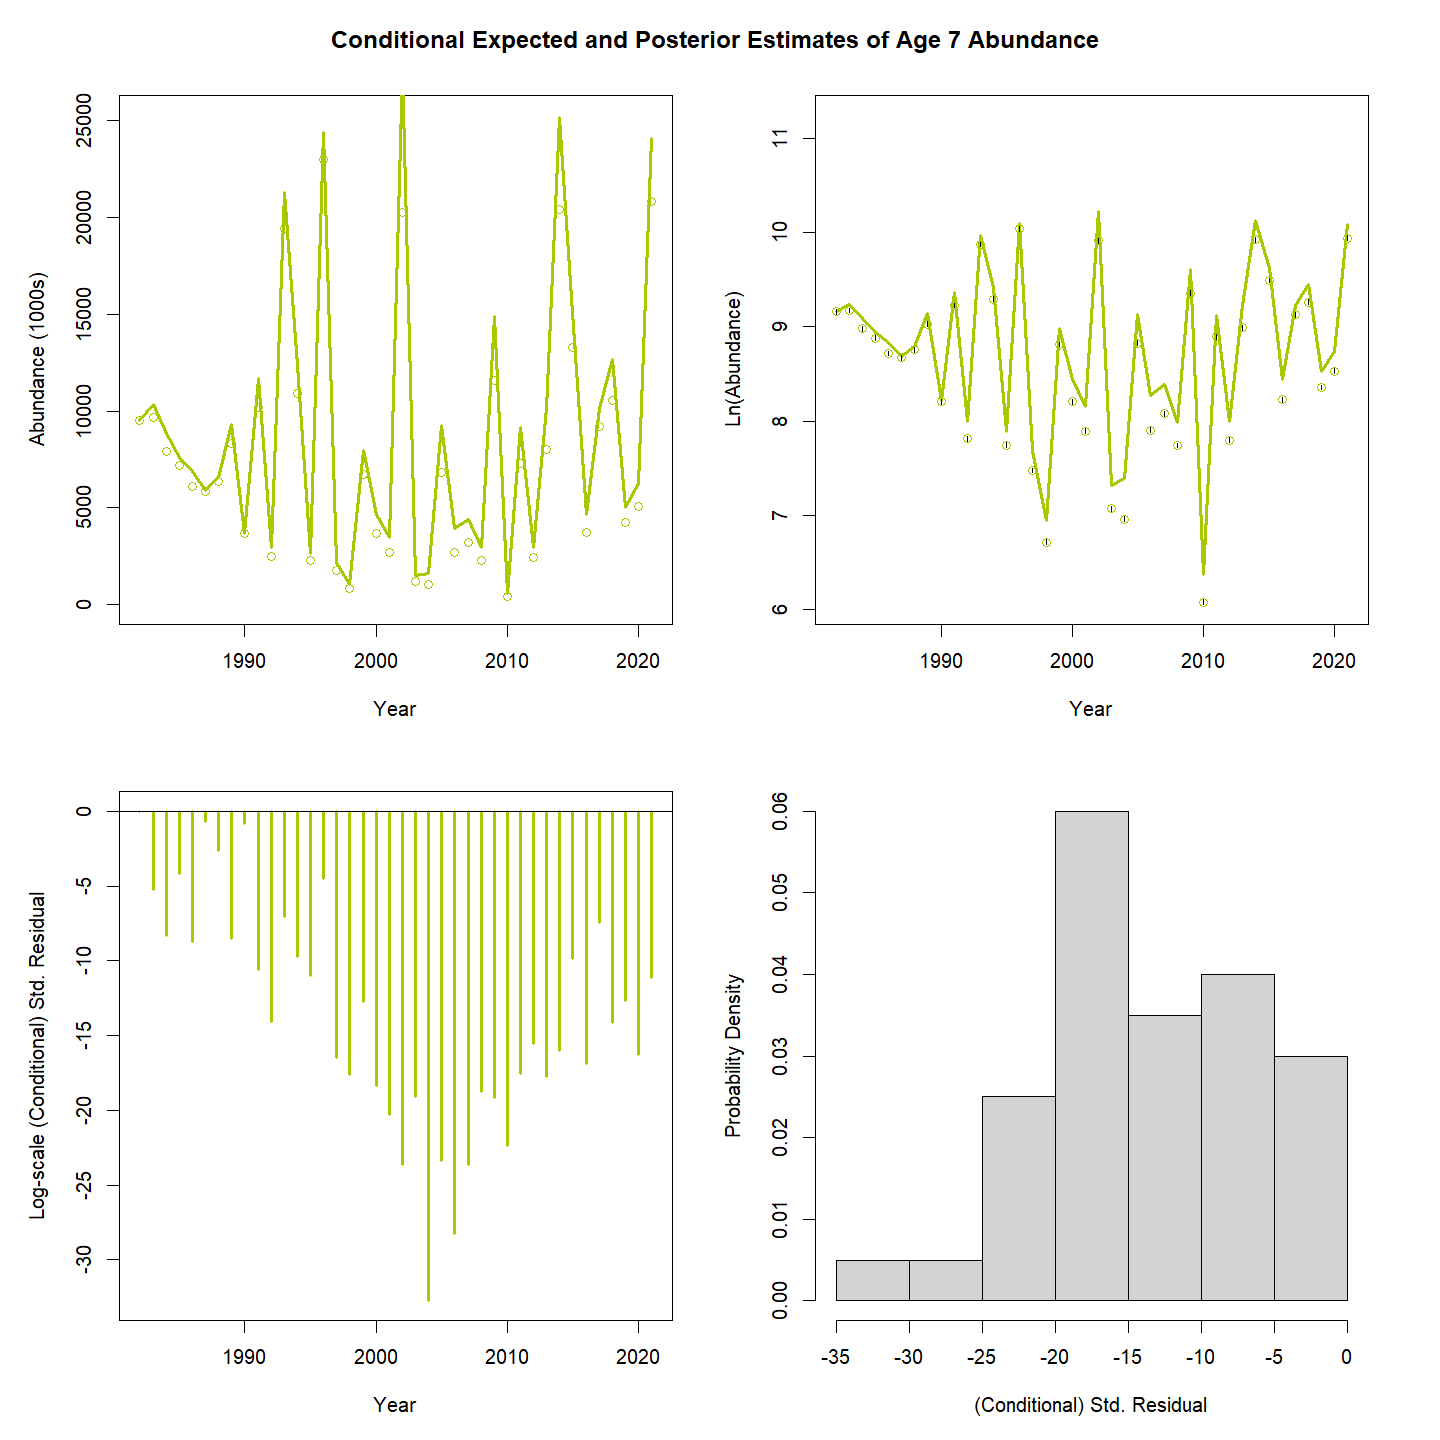 Conditional Expected and Posterior Estimates of Age 7 Abundance
Abundance (1000s)
0 5000 10000 15000 20000 25000
1990 2000 2010 2020
Year
Ln(Abundance)
6 7 8 9 10 11
1990 2000 2010 2020
Year
Log-scale (Conditional) Std. Residual
-30 -25 -20 -15 -10 -5 0
1990 2000 2010 2020
Year
Probability Density
0.00 0.01 0.02 0.03 0.04 0.05 0.06
-35 -30 -25 -20 -15 -10 -5 0
(Conditional) Std. Residual